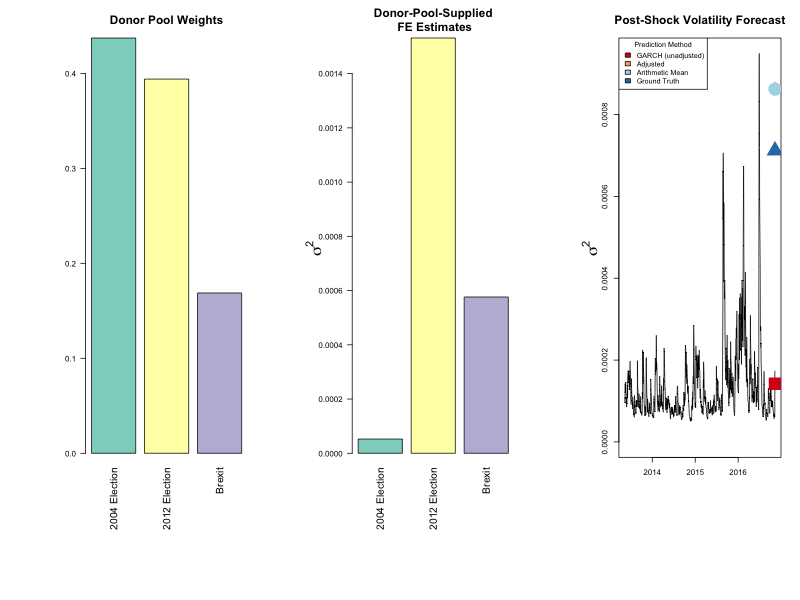 Donor Pool Weights
0.4
0.3
0.2
0.1
0.0
2004 Election
2012 Election
Brexit
Donor-Pool-Supplied
FE Estimates
σ²
0.0014
0.0012
0.0010
0.0008
0.0006
0.0004
0.0002
0.0000
2004 Election
2012 Election
Brexit
Post-Shock Volatility Forecast
Prediction Method
GARCH (unadjusted)
Adjusted
Arithmetic Mean
Ground Truth
σ²
0.0008
0.0006
0.0004
0.0002
0.0000
2014
2015
2016